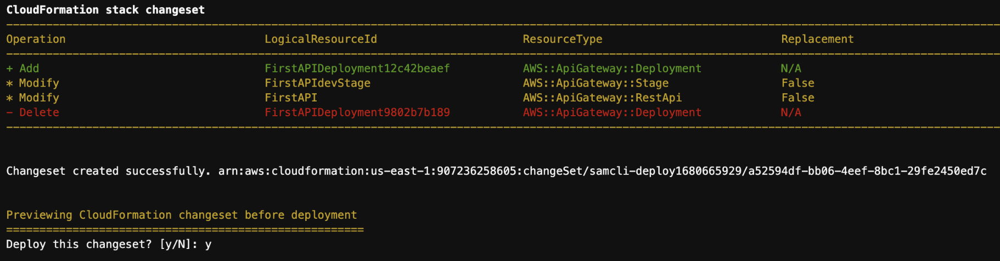 CloudFormation stack changeset
Operation LogicalResourceId ResourceType Replacement
+ Add FirstAPIDeployment12c42beaef AWS::ApiGateway::Deployment N/A
* Modify FirstAPIdevStage AWS::ApiGateway::Stage False
* Modify FirstAPI AWS::ApiGateway::RestApi False
- Delete FirstAPIDeployment9802b7b189 AWS::ApiGateway::Deployment N/A
Changeset created successfully. arn:aws:cloudformation:us-east-1:907236258605:changeSet/samcli-deploy1680665929/a52594df-bb06-4eef-8bc1-29fe2450ed7c
Previewing CloudFormation changeset before deployment
======================================================
Deploy this changeset? [y/N]: y